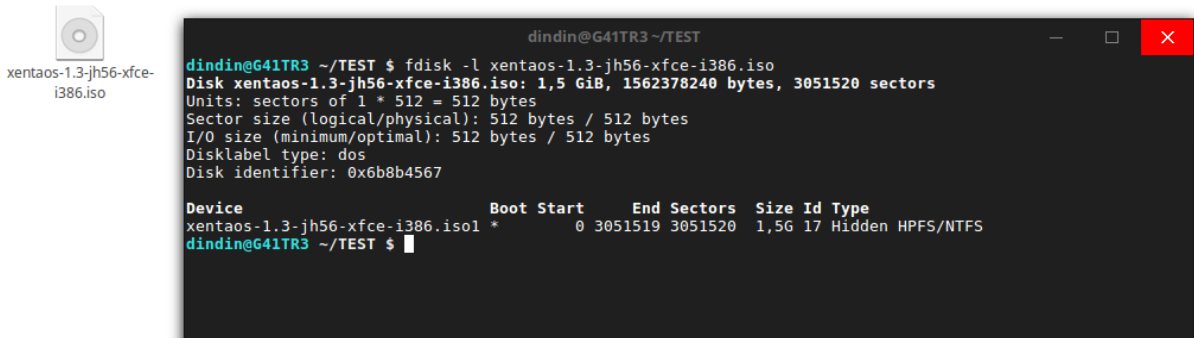 xentaos-1.3-jh56-xfce-
i386.iso
dindin@G41TR3 ~/TEST
dindin@G41TR3 ~/TEST $ fdisk -l xentaos-1.3-jh56-xfce-i386.iso
Disk xentaos-1.3-jh56-xfce-i386.iso: 1,5 GiB, 1562378240 bytes, 3051520 sectors
Units: sectors of 1 * 512 = 512 bytes
Sector size (logical/physical): 512 bytes / 512 bytes
I/O size (minimum/optimal): 512 bytes / 512 bytes
Disklabel type: dos
Disk identifier: 0x6b8b4567
Device Boot Start End Sectors Size Id Type
xentaos-1.3-jh56-xfce-i386.iso1 * 0 3051519 3051520 1,5G 17 Hidden HPFS/NTFS
dindin@G41TR3 ~/TEST $